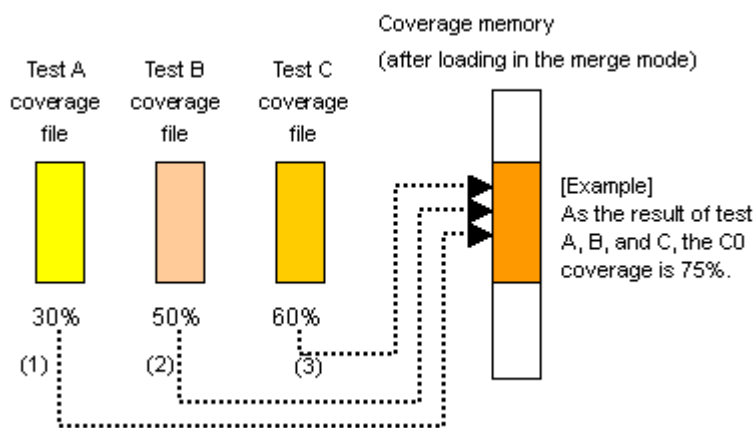 Coverage memory
(after loading in the merge mode)
Test A
coverage
file
Test B
coverage
file
Test C
coverage
file
[Example]
As the result of test
A, B, and C, the C0
coverage is 75%.
30%
50%
60%
(1)
(2)
(3)